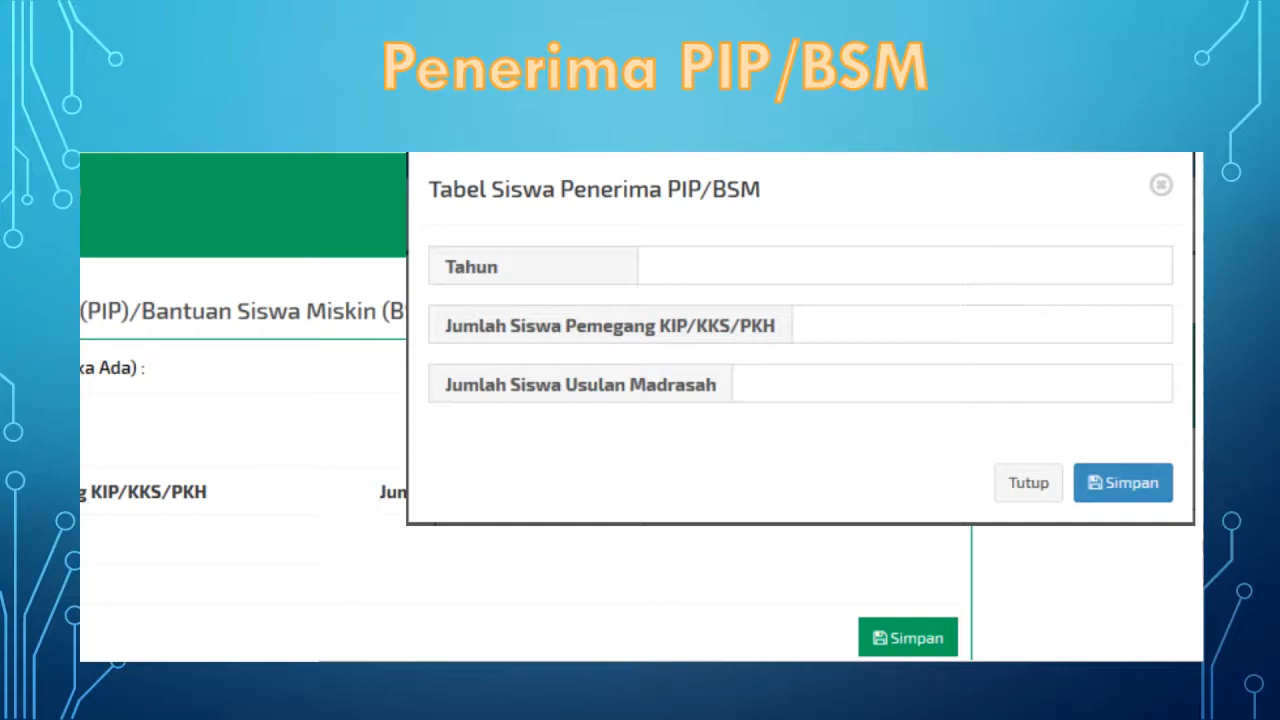 Penerima PIP/BSM
Tabel Siswa Penerima PIP/BSM
Tahun
(PIP)/Bantuan Siswa Miskin (B
Jumlah Siswa Pemegang KIP/KKS/PKH
ka Ada) :
Jumlah Siswa Usulan Madrasah
Tutup
Simpan
g KIP/KKS/PKH
Jum
Simpan